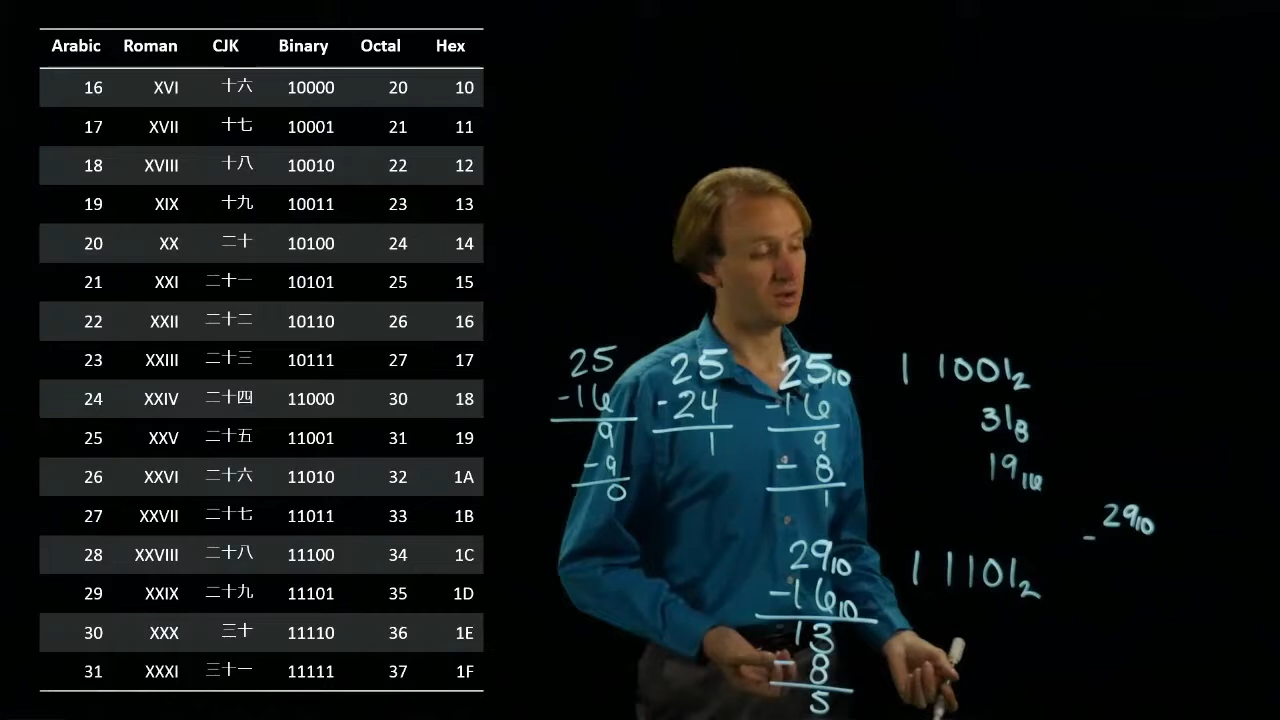 Arabic Roman CJK Binary Octal Hex
16 XVI 十六 10000 20 10
17 XVII 十七 10001 21 11
18 XVIII 十八 10010 22 12
19 XIX 十九 10011 23 13
20 XX 二十 10100 24 14
21 XXI 二十一 10101 25 15
22 XXII 二十二 10110 26 16
23 XXIII 二十三 10111 27 17
24 XXIV 二十四 11000 30 18
25 XXV 二十五 11001 31 19
26 XXVI 二十六 11010 32 1A
27 XXVII 二十七 11011 33 1B
28 XXVIII 二十八 11100 34 1C
29 XXIX 二十九 11101 35 1D
30 XXX 三十 11110 36 1E
31 XXXI 三十一 11111 37 1F
25
-16
9
-9
0
25
-24
1
25₁₀
-16
9
-8
1
29₁₀
-16₁₀
13
-8
5
11001₂
31₈
19₁₆
11101₂
29₁₀
-